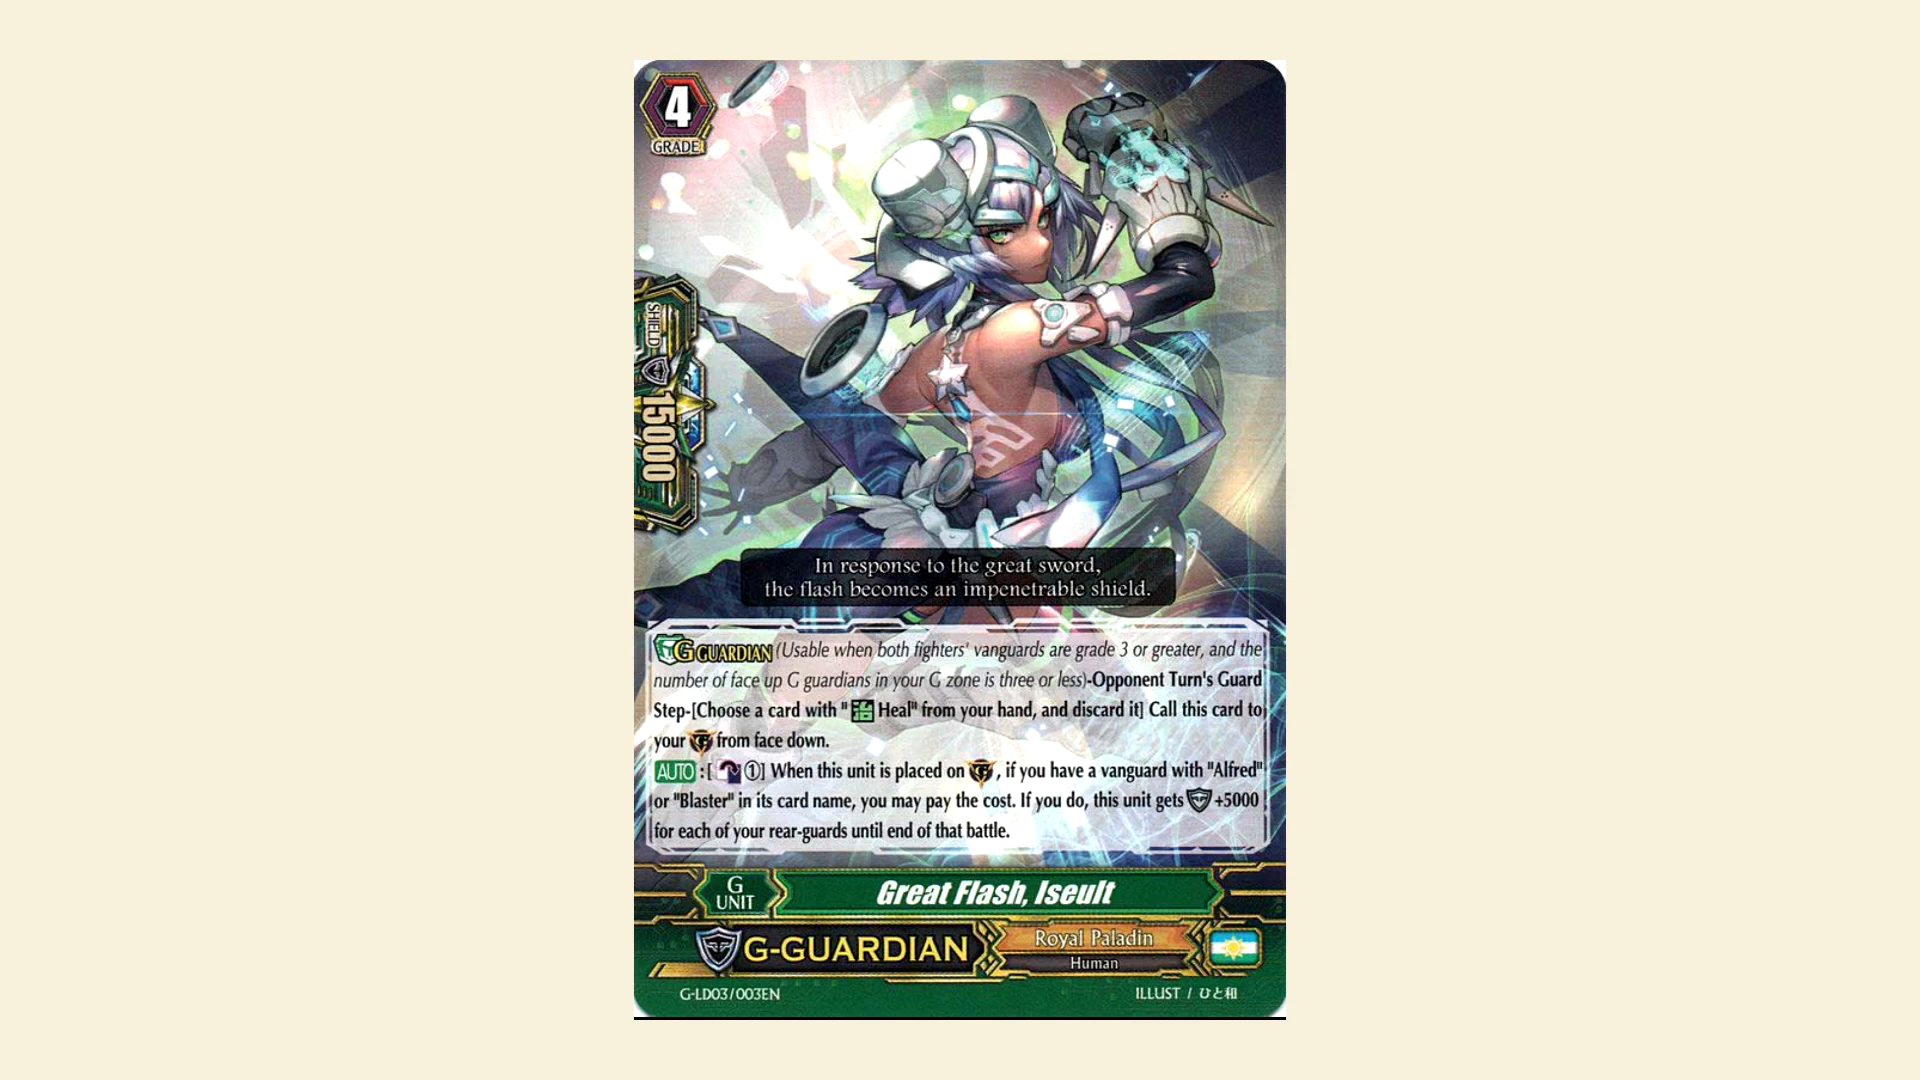 4
GRADE
SHIELD
15000
In response to the great sword,
the flash becomes an impenetrable shield.
G GUARDIAN (Usable when both fighters' vanguards are grade 3 or greater, and the
number of face up G guardians in your G zone is three or less)-Opponent Turn's Guard
Step-[Choose a card with "治 Heal" from your hand, and discard it] Call this card to
your G from face down.
AUTO:[①] When this unit is placed on G, if you have a vanguard with "Alfred"
or "Blaster" in its card name, you may pay the cost. If you do, this unit gets +5000
for each of your rear-guards until end of that battle.
G
UNIT
Great Flash, Iseult
G-GUARDIAN
Royal Paladin
Human
G-LD03/003EN
ILLUST / ひと和